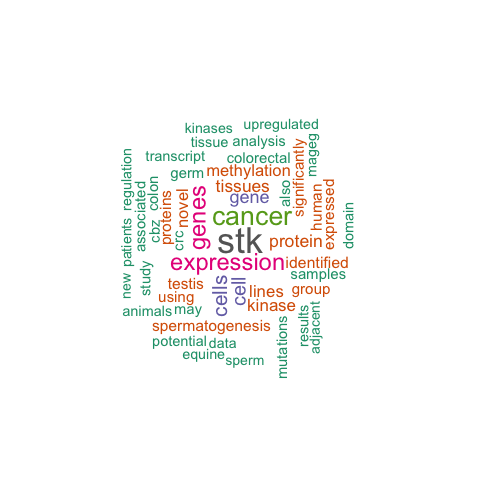 kinases
upregulated
tissue
analysis
transcript
colorectal
germ
methylation
significantly
mageg
regulation
associated
colon
proteins
novel
genes
tissues
gene
also
human
expressed
cancer
stk
protein
domain
patients
new
study
cbz
crc
expression
identified
samples
testis
cells
cell
lines
group
using
kinase
animals
may
spermatogenesis
mutations
results
adjacent
potential
data
equine
sperm